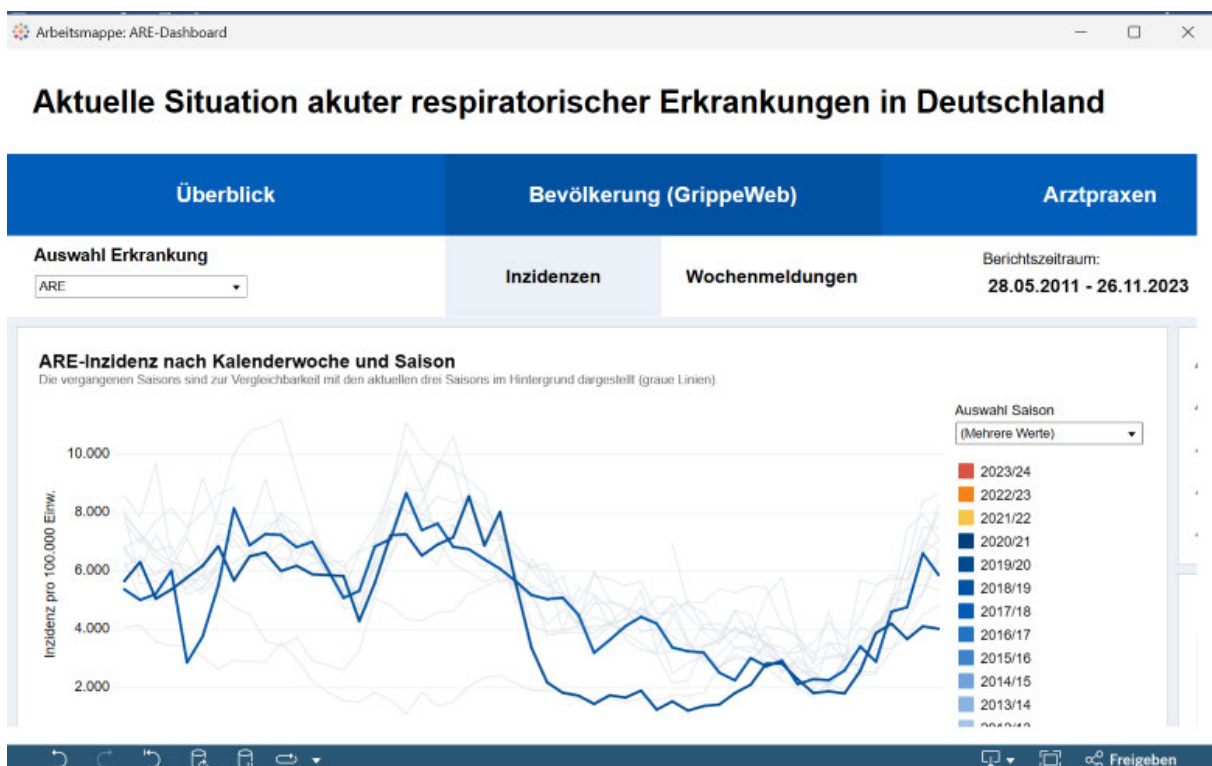 Arbeitsmappe: ARE-Dashboard
Aktuelle Situation akuter respiratorischer Erkrankungen in Deutschland
Überblick
Bevölkerung (GrippeWeb)
Arztpraxen
Auswahl Erkrankung
ARE
Inzidenzen
Wochenmeldungen
Berichtszeitraum:
28.05.2011 - 26.11.2023
ARE-Inzidenz nach Kalenderwoche und Saison
Die vergangenen Saisons sind zur Vergleichbarkeit mit den aktuellen drei Saisons im Hintergrund dargestellt (graue Linien).
Inzidenz pro 100.000 Einw.
10.000
8.000
6.000
4.000
2.000
Auswahl Saison
(Mehrere Werte)
2023/24
2022/23
2021/22
2020/21
2019/20
2018/19
2017/18
2016/17
2015/16
2014/15
2013/14
Freigeben